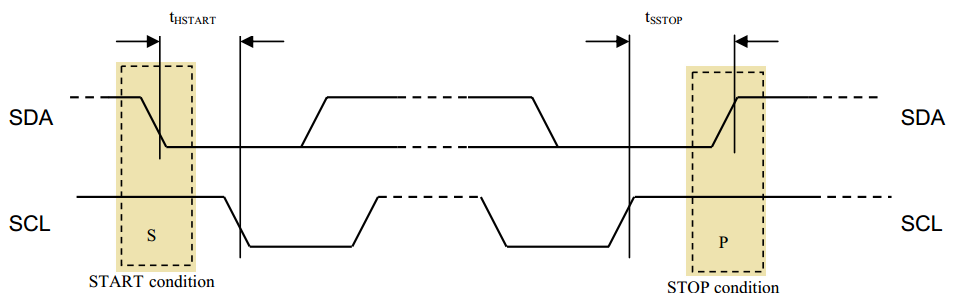 tHSTART
tSSTOP
SDA
SDA
SCL
S
P
SCL
START condition
STOP condition